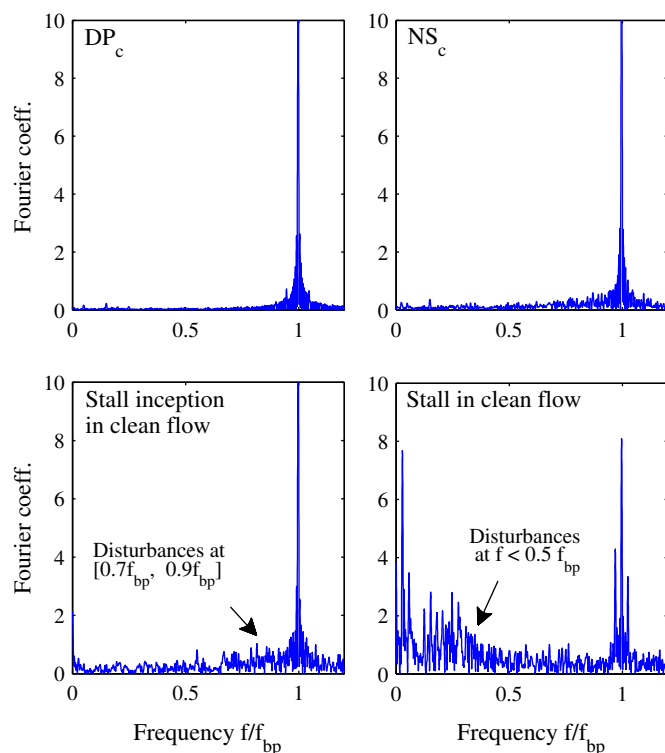 DP_c
NS_c
Fourier coeff.
10
8
6
4
2
0
0
0.5
1
10
8
6
4
2
0
0
0.5
1
Stall inception
in clean flow
Stall in clean flow
Fourier coeff.
10
8
6
4
2
0
Disturbances at
[0.7f_bp, 0.9f_bp]
0
0.5
1
Frequency f/f_bp
10
8
6
4
2
0
Disturbances
at f < 0.5 f_bp
0
0.5
1
Frequency f/f_bp